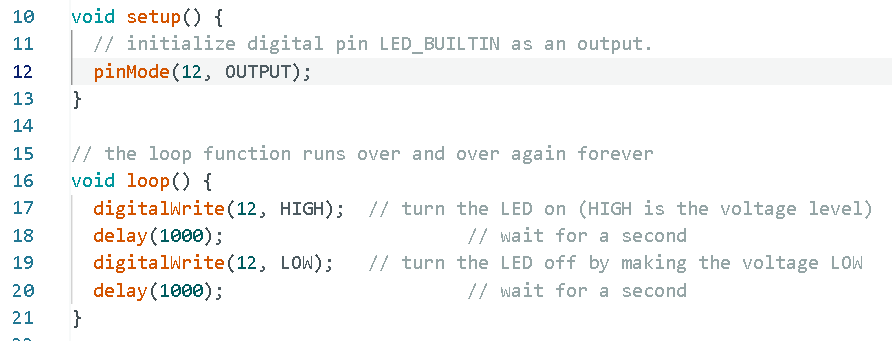 10 void setup() {
11 // initialize digital pin LED_BUILTIN as an output.
12 pinMode(12, OUTPUT);
13 }
14
15 // the loop function runs over and over again forever
16 void loop() {
17 digitalWrite(12, HIGH); // turn the LED on (HIGH is the voltage level)
18 delay(1000); // wait for a second
19 digitalWrite(12, LOW); // turn the LED off by making the voltage LOW
20 delay(1000); // wait for a second
21 }